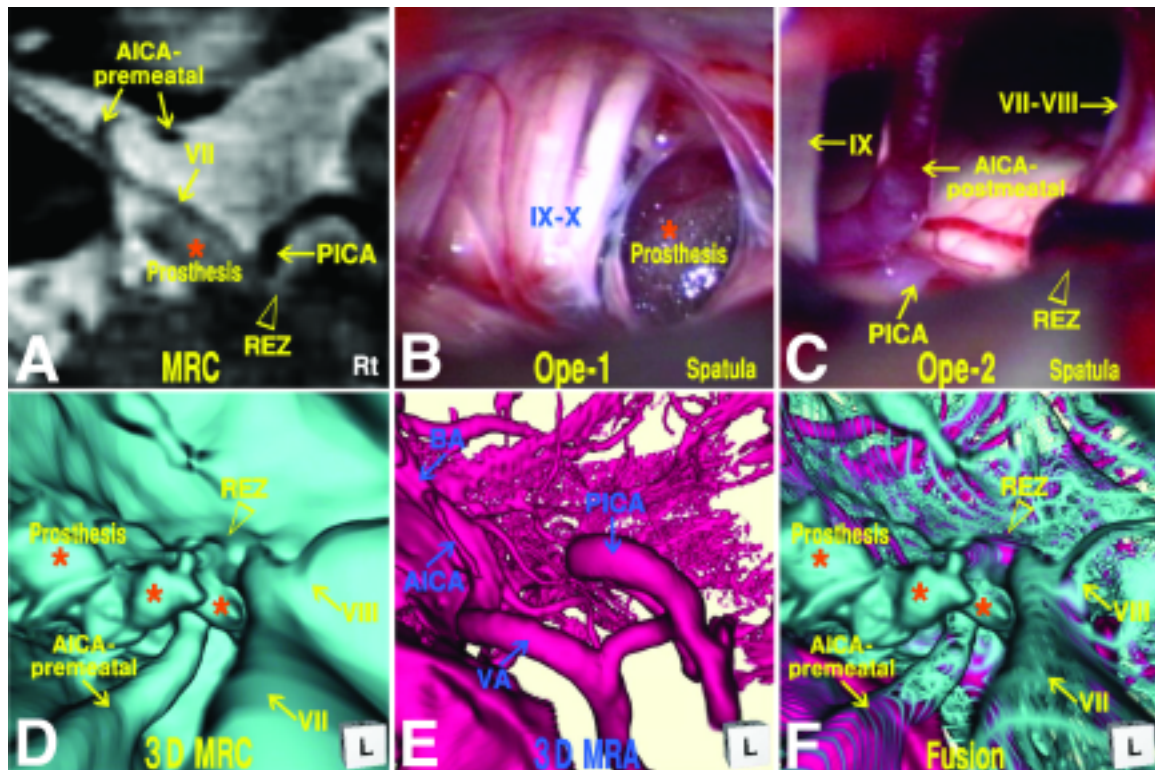 AICA-
premeatal
VII
*
Prosthesis
PICA
REZ
A
MRC
Rt
IX-X
*
Prosthesis
B
Ope-1
Spatula
VII-VIII
IX
AICA-
postmeatal
PICA
REZ
C
Ope-2
Spatula
REZ
Prosthesis
*
*
*
VIII
AICA-
premeatal
VII
D
3D MRC
L
BA
PICA
AICA
VA
E
3D MRA
L
REZ
Prosthesis
*
*
*
VIII
AICA-
premeatal
VII
F
Fusion
L